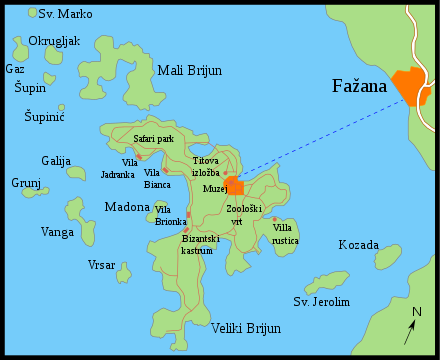 Sv. Marko
Okrugljak
Gaz
Mali Brijun
Šupin
Fažana
Šupinić
Safari park
Galija
Vila
Jadranka
Vila
Bianca
Titova
izložba
Grunj
Muzej
Madona
Vila
Brionka
Zoološki
vrt
Vanga
Villa
rustica
Bizantski
kastrum
Kozada
Vrsar
Sv. Jerolim
N
Veliki Brijun